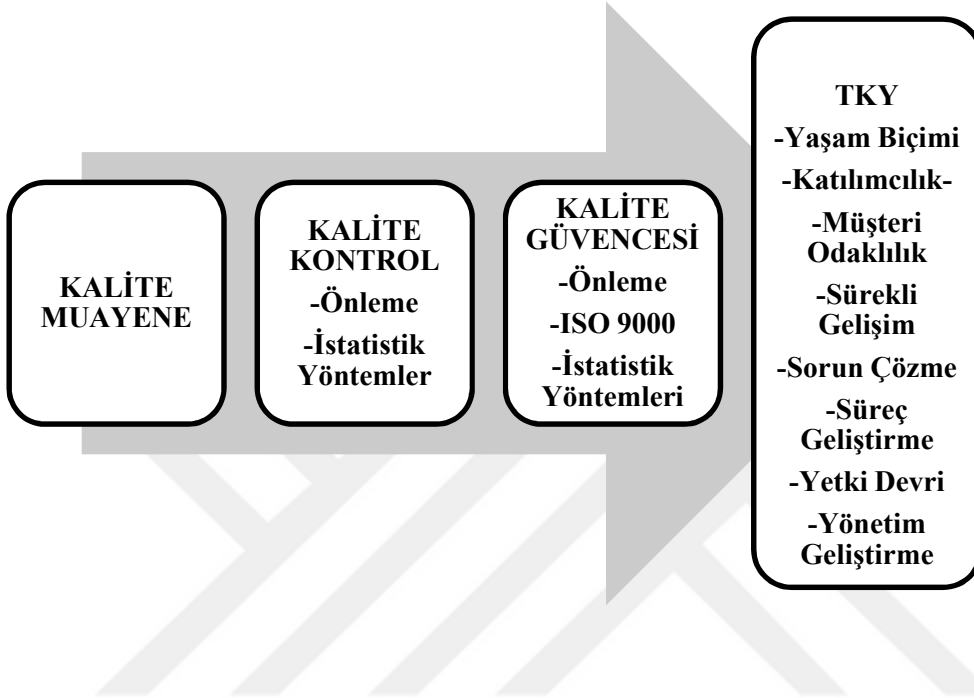 KALİTE
MUAYENE
KALİTE
KONTROL
-Önleme
-İstatistik
Yöntemler
KALİTE
GÜVENCESİ
-Önleme
-ISO 9000
-İstatistik
Yöntemleri
TKY
-Yaşam Biçimi
-Katılımcılık-
-Müşteri
Odaklılık
-Sürekli
Gelişim
-Sorun Çözme
-Süreç
Geliştirme
-Yetki Devri
-Yönetim
Geliştirme